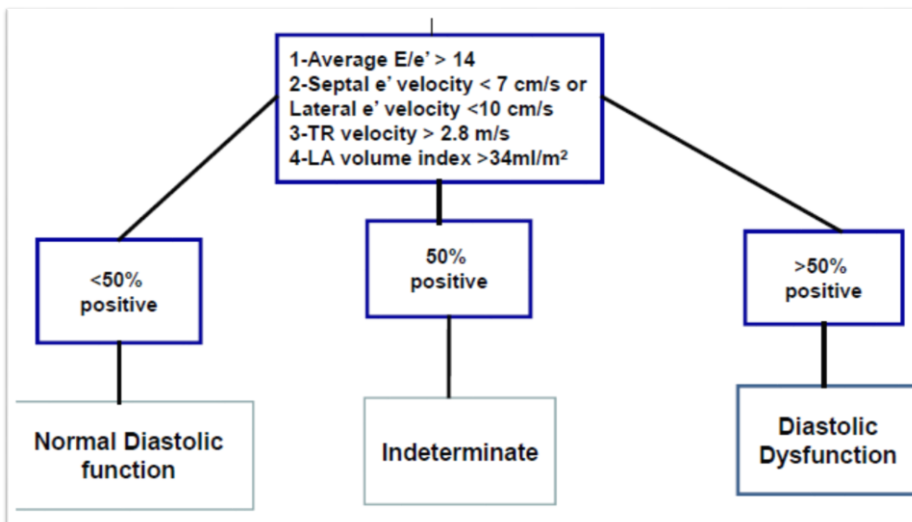 1-Average E/e’ > 14
2-Septal e’ velocity < 7 cm/s or
Lateral e’ velocity <10 cm/s
3-TR velocity > 2.8 m/s
4-LA volume index >34ml/m²
<50%
positive
50%
positive
>50%
positive
Normal Diastolic
function
Indeterminate
Diastolic
Dysfunction